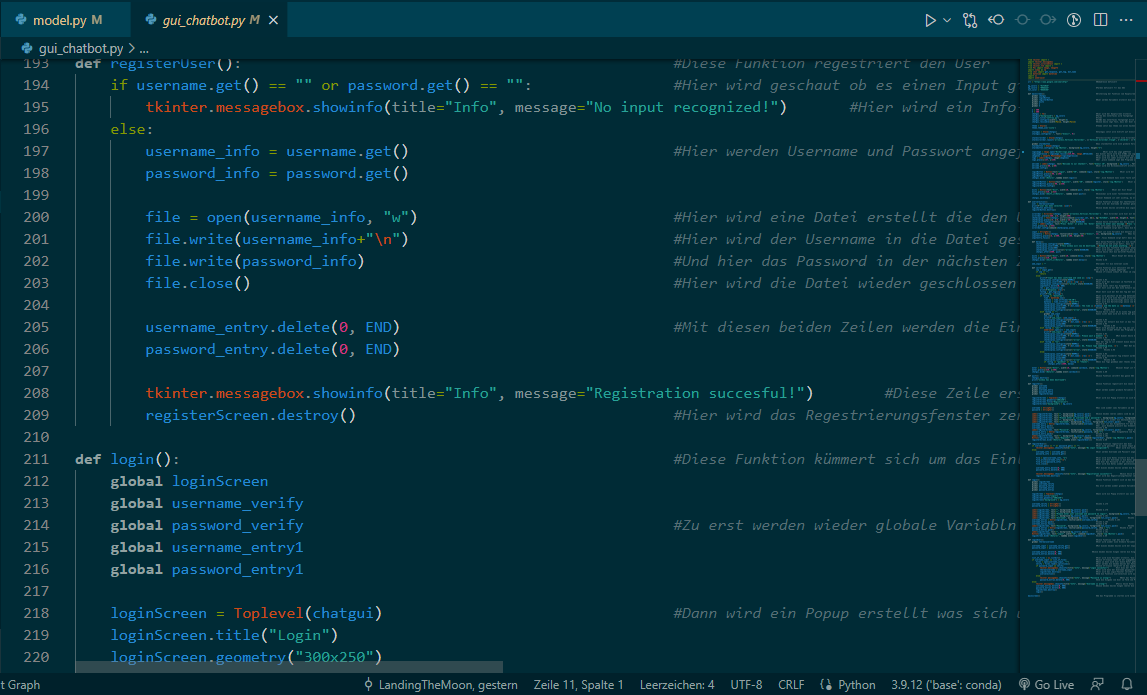 model.py M
gui_chatbot.py M
gui_chatbot.py > ...
193 def registerUser(): #Diese Funktion regestriert den User
194 if username.get() == "" or password.get() == "": #Hier wird geschaut ob es einen Input g
195 tkinter.messagebox.showinfo(title="Info", message="No input recognized!") #Hier wird ein Info
196 else:
197 username_info = username.get() #Hier werden Username und Passwort ange
198 password_info = password.get()
199
200 file = open(username_info, "w") #Hier wird eine Datei erstellt die den
201 file.write(username_info+"\n") #Hier wird der Username in die Datei ges
202 file.write(password_info) #Und hier das Password in der nächsten
203 file.close() #Hier wird die Datei wieder geschlossen
204
205 username_entry.delete(0, END) #Mit diesen beiden Zeilen werden die Ein
206 password_entry.delete(0, END)
207
208 tkinter.messagebox.showinfo(title="Info", message="Registration succesful!") #Diese Zeile ers
209 registerScreen.destroy() #Hier wird das Regestrierungsfenster zer
210
211 def login(): #Diese Funktion kümmert sich um das Ein
212 global loginScreen
213 global username_verify
214 global password_verify #Zu erst werden wieder globale Variabln
215 global username_entry1
216 global password_entry1
217
218 loginScreen = Toplevel(chatgui) #Dann wird ein Popup erstellt was sich
219 loginScreen.title("Login")
220 loginScreen.geometry("300x250")
t Graph LandingTheMoon, gestern Zeile 11, Spalte 1 Leerzeichen: 4 UTF-8 CRLF Python 3.9.12 ('base': conda) Go Live